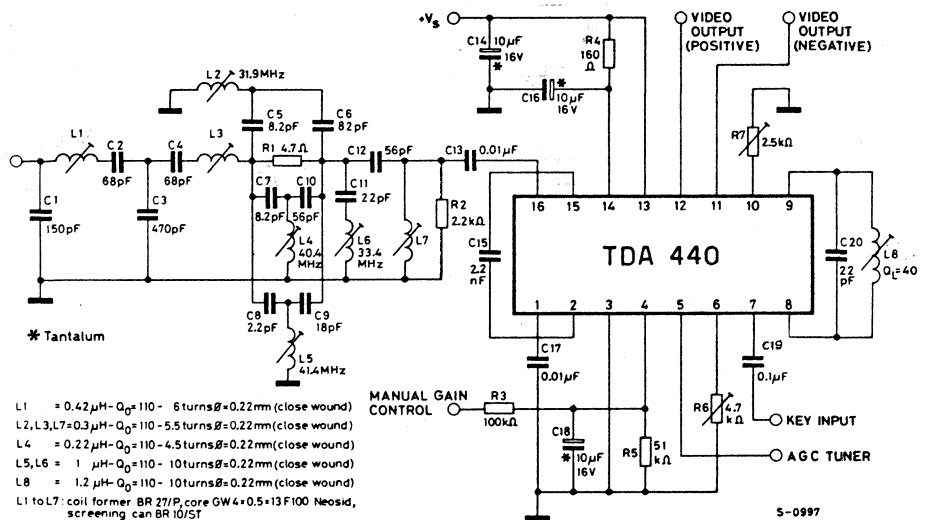 +Vs
VIDEO OUTPUT (POSITIVE)
VIDEO OUTPUT (NEGATIVE)
C14 10µF 16V *
R4 160 Ω
C16 * 10µF 16V
L2 31.9MHz
C5 8.2pF
C6 82pF
R7 2.5kΩ
L1
C2 68pF
C4 68pF
L3
R1 4.7Ω
C12 56pF
C13 0.01µF
C1 150pF
C3 470pF
C7 8.2pF
C10 56pF
C11 22pF
R2 2.2kΩ
L4 40.4 MHz
L6 33.4 MHz
L7
C15 2.2 nF
16 15 14 13 12 11 10 9
TDA 440
1 2 3 4 5 6 7 8
C20 22 pF
L8 QL=40
C8 2.2pF
C9 18pF
L5 41.4MHz
* Tantalum
C17 0.01µF
C19 0.1µF
MANUAL GAIN CONTROL
R3 100kΩ
C18 * 10µF 16V
R5 51 kΩ
R6 4.7 kΩ
KEY INPUT
AGC TUNER
L1 = 0.42µH-Q0=110- 6 turns Ø=0.22mm (close wound)
L2,L3,L7=0.3µH-Q0=110-5.5 turns Ø=0.22mm (close wound)
L4 = 0.22µH-Q0=110-4.5 turns Ø=0.22mm (close wound)
L5,L6 = 1 µH-Q0=110-10 turns Ø=0.22mm (close wound)
L8 = 1.2µH-Q0=110-10 turns Ø=0.22mm (close wound)
L1 to L7: coil former BR 27/P, core GW4×0.5×13 F100 Neosid,
screening can BR 10/ST
S-0997